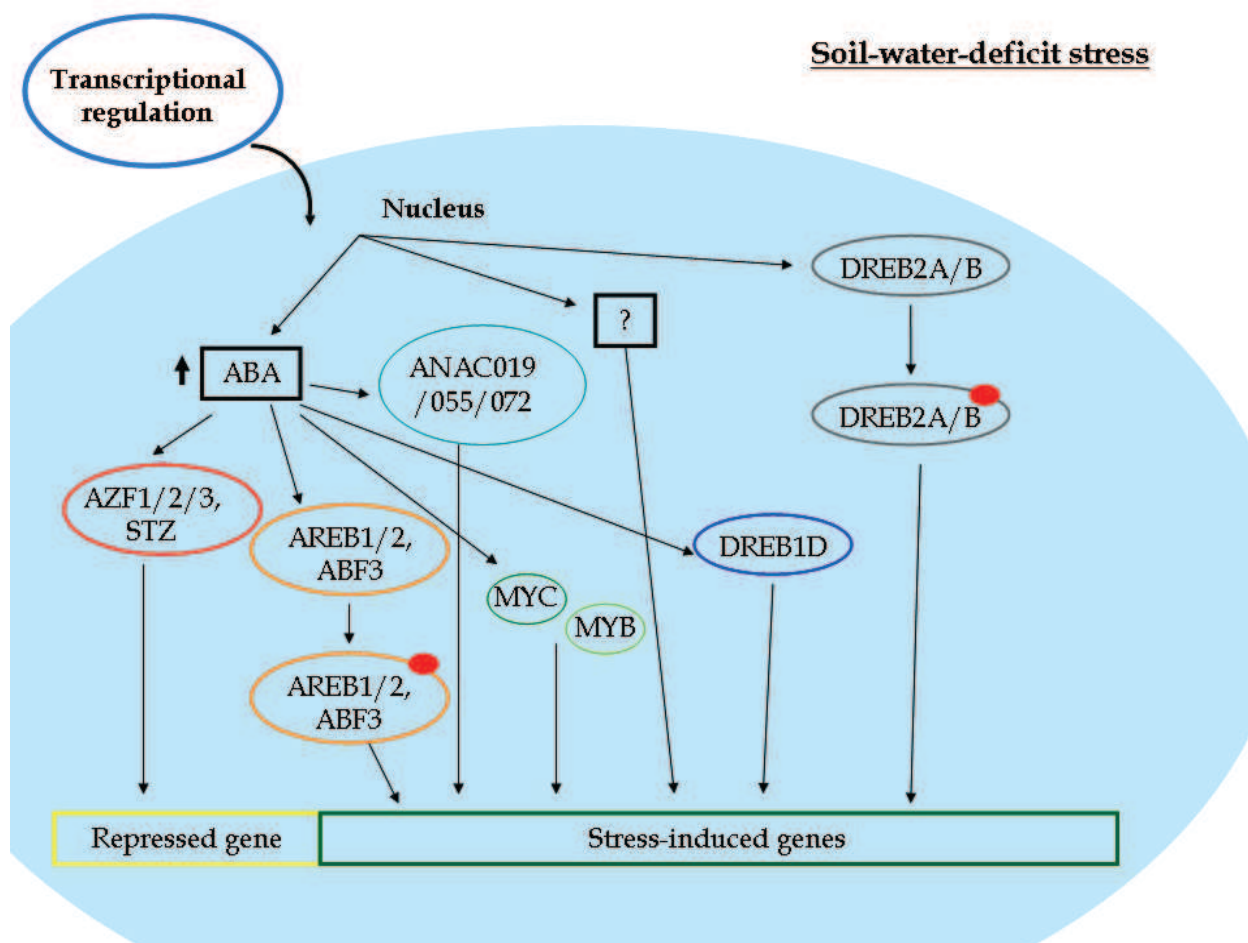 Soil-water-deficit stress
Transcriptional
regulation
Nucleus
DREB2A/B
?
ABA
ANAC019
/055/072
DREB2A/B
AZF1/2/3,
STZ
AREB1/2,
ABF3
DREB1D
MYC
MYB
AREB1/2,
ABF3
Repressed gene
Stress-induced genes